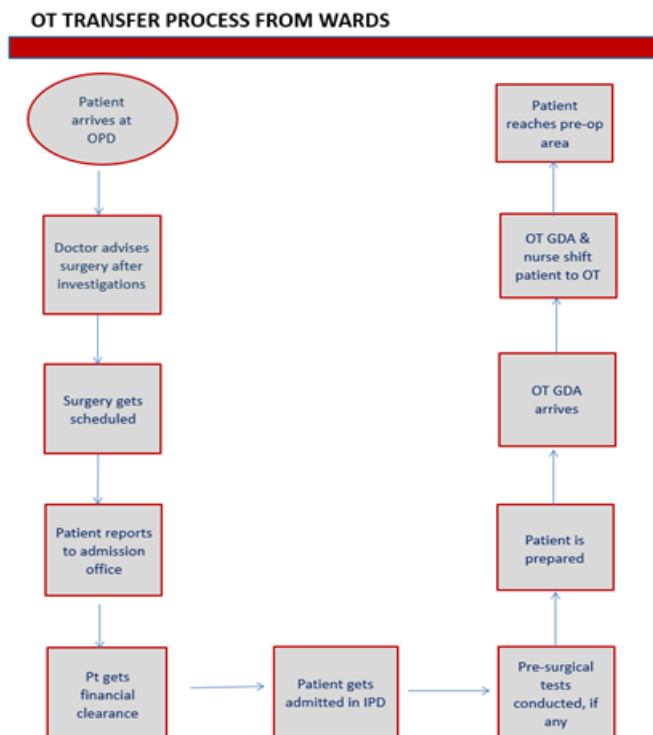 OT TRANSFER PROCESS FROM WARDS
Patient
arrives at
OPD
Doctor advises
surgery after
investigations
Surgery gets
scheduled
Patient reports
to admission
office
Pt gets
financial
clearance
Patient gets
admitted in IPD
Pre-surgical
tests
conducted, if
any
Patient is
prepared
OT GDA
arrives
OT GDA &
nurse shift
patient to OT
Patient
reaches pre-op
area